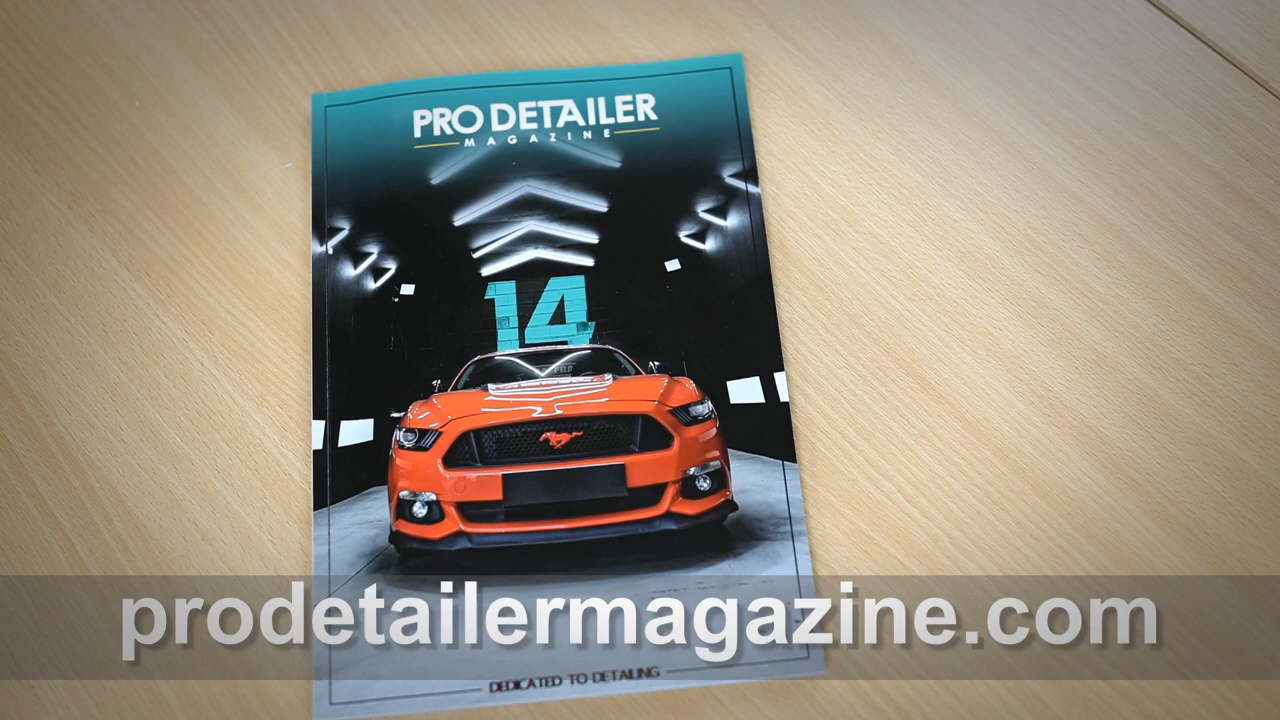 PRO DETAILER
MAGAZINE
14
prodetailermagazine.com
DEDICATED TO DETAILING